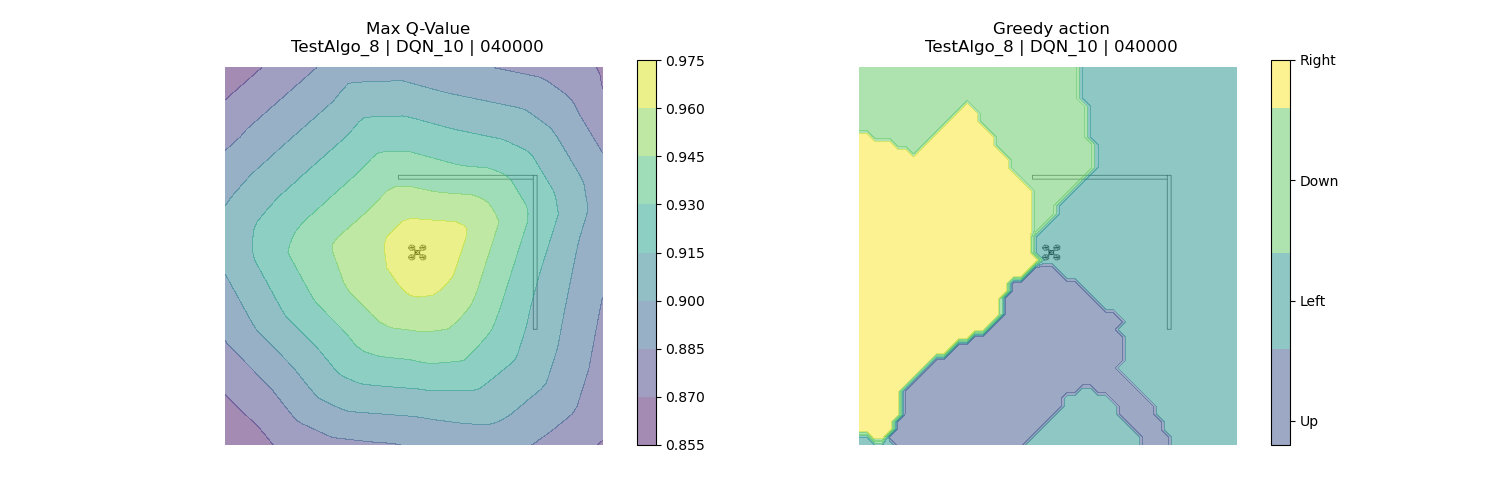 Max Q-Value
TestAlgo_8 | DQN_10 | 040000
0.975
0.960
0.945
0.930
0.915
0.900
0.885
0.870
0.855
Greedy action
TestAlgo_8 | DQN_10 | 040000
Right
Down
Left
Up